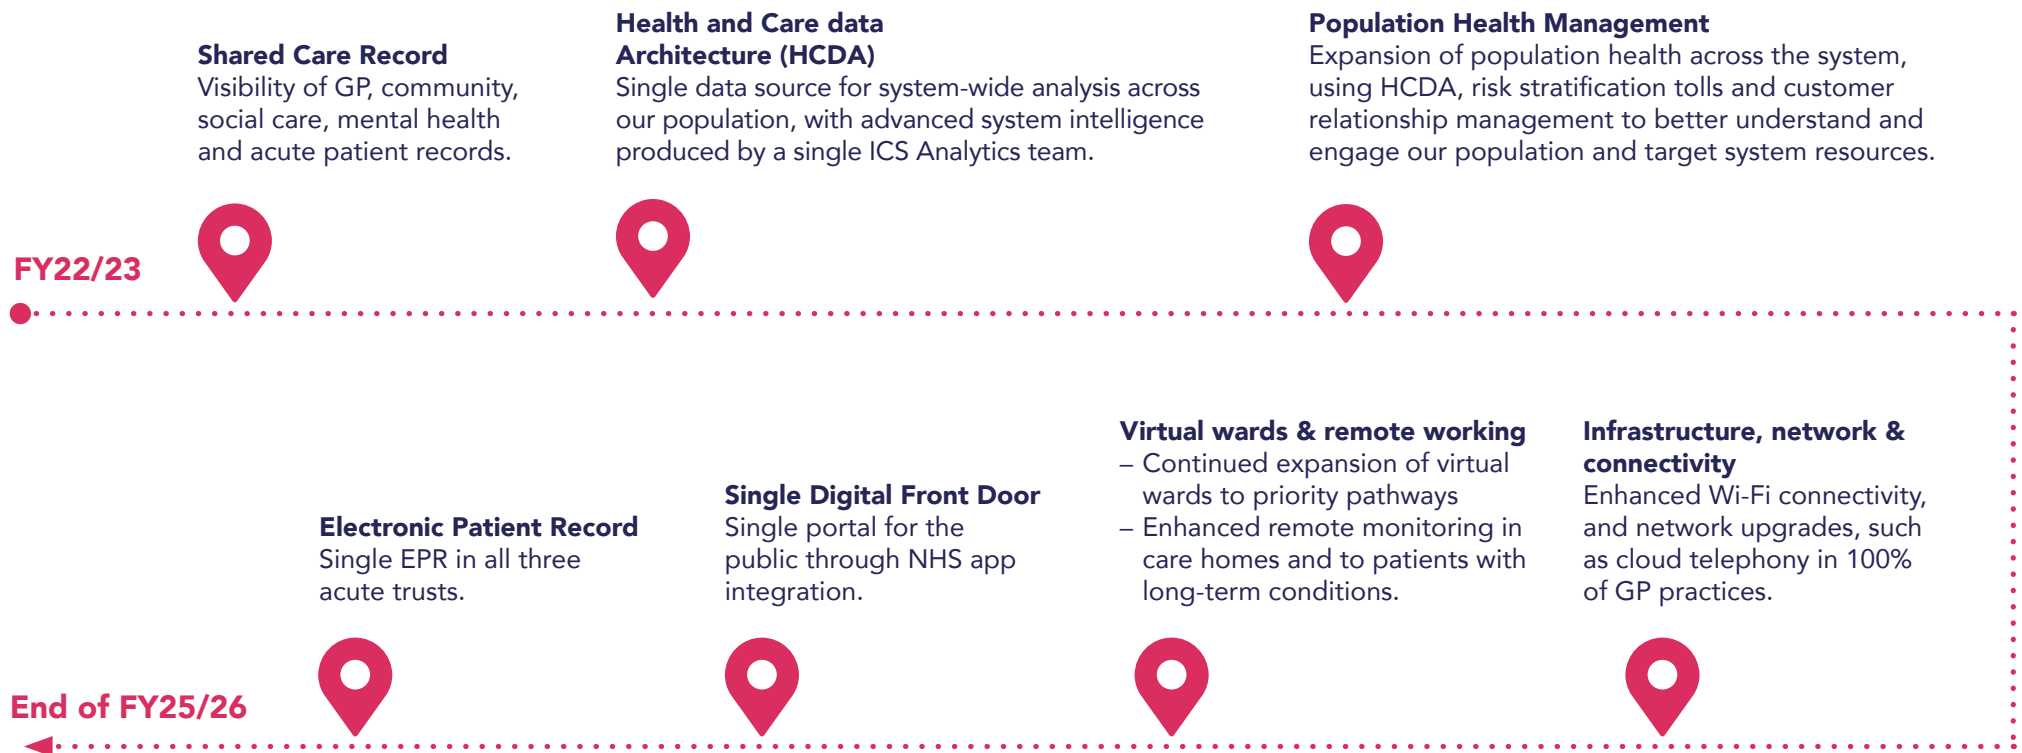 Shared Care Record
Visibility of GP, community,
social care, mental health
and acute patient records.
Health and Care data
Architecture (HCDA)
Single data source for system-wide analysis across
our population, with advanced system intelligence
produced by a single ICS Analytics team.
Population Health Management
Expansion of population health across the system,
using HCDA, risk stratification tolls and customer
relationship management to better understand and
engage our population and target system resources.
FY22/23
Infrastructure, network &
connectivity
Enhanced Wi-Fi connectivity,
and network upgrades, such
as cloud telephony in 100%
of GP practices.
Virtual wards & remote working
– Continued expansion of virtual
wards to priority pathways
– Enhanced remote monitoring in
care homes and to patients with
long-term conditions.
Single Digital Front Door
Single portal for the
public through NHS app
integration.
Electronic Patient Record
Single EPR in all three
acute trusts.
End of FY25/26